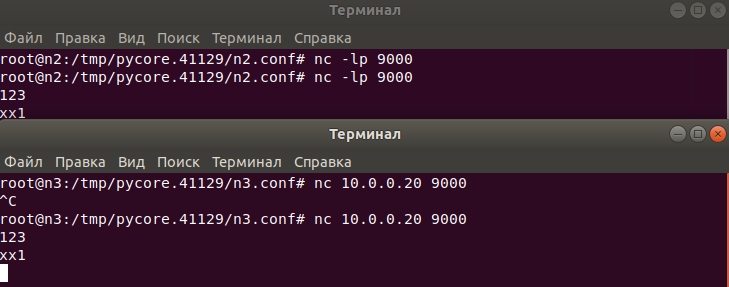 Терминал
Файл Правка Вид Поиск Терминал Справка
root@n2:/tmp/pycore.41129/n2.conf# nc -lp 9000
root@n2:/tmp/pycore.41129/n2.conf# nc -lp 9000
123
xx1
Терминал
Файл Правка Вид Поиск Терминал Справка
root@n3:/tmp/pycore.41129/n3.conf# nc 10.0.0.20 9000
^C
root@n3:/tmp/pycore.41129/n3.conf# nc 10.0.0.20 9000
123
xx1